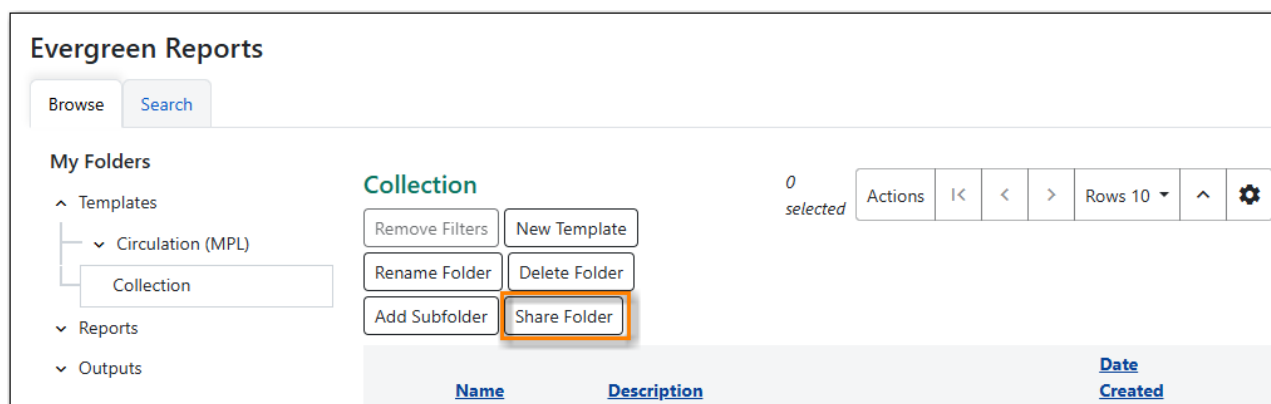 Evergreen Reports
Browse Search
My Folders
Templates
Circulation (MPL)
Collection
Reports
Outputs
Collection
0
selected
Actions Rows 10
Remove Filters New Template
Rename Folder Delete Folder
Add Subfolder Share Folder
Name Description Date
Created